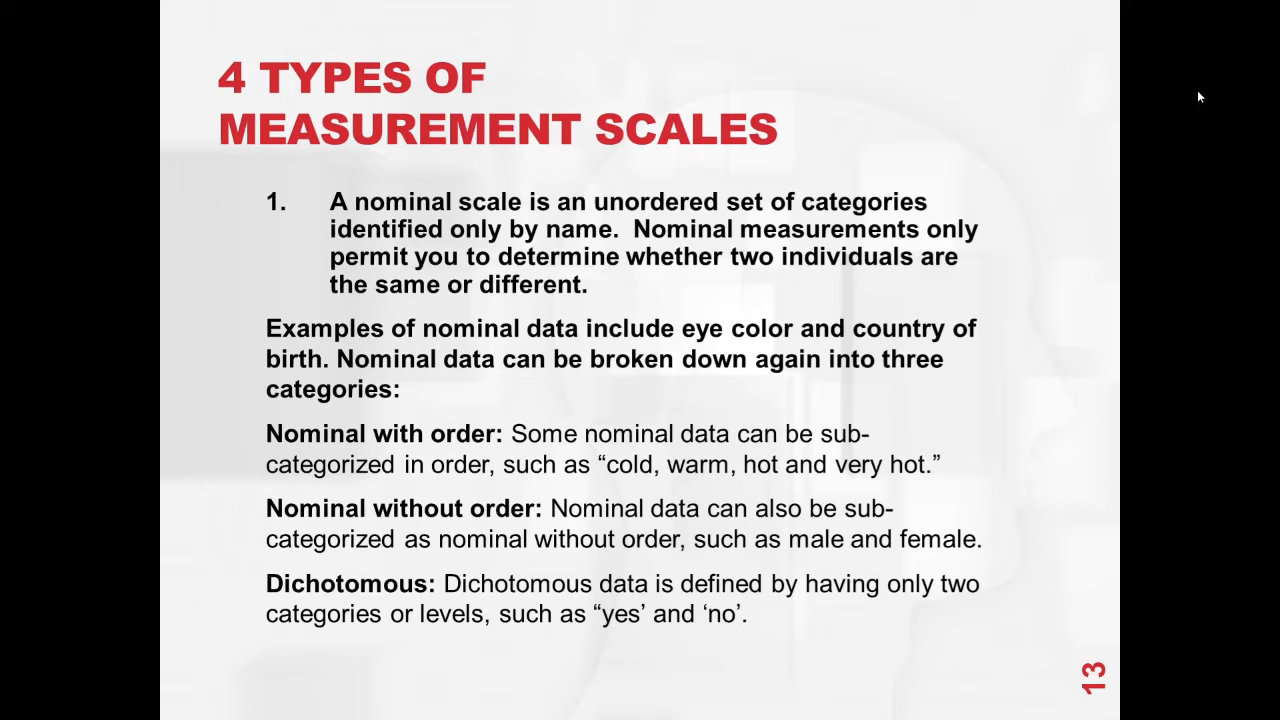 4 TYPES OF
MEASUREMENT SCALES
1. A nominal scale is an unordered set of categories
identified only by name.  Nominal measurements only
permit you to determine whether two individuals are
the same or different.
Examples of nominal data include eye color and country of
birth. Nominal data can be broken down again into three
categories:
Nominal with order: Some nominal data can be sub-
categorized in order, such as “cold, warm, hot and very hot.”
Nominal without order: Nominal data can also be sub-
categorized as nominal without order, such as male and female.
Dichotomous: Dichotomous data is defined by having only two
categories or levels, such as “yes’ and ‘no’.
13